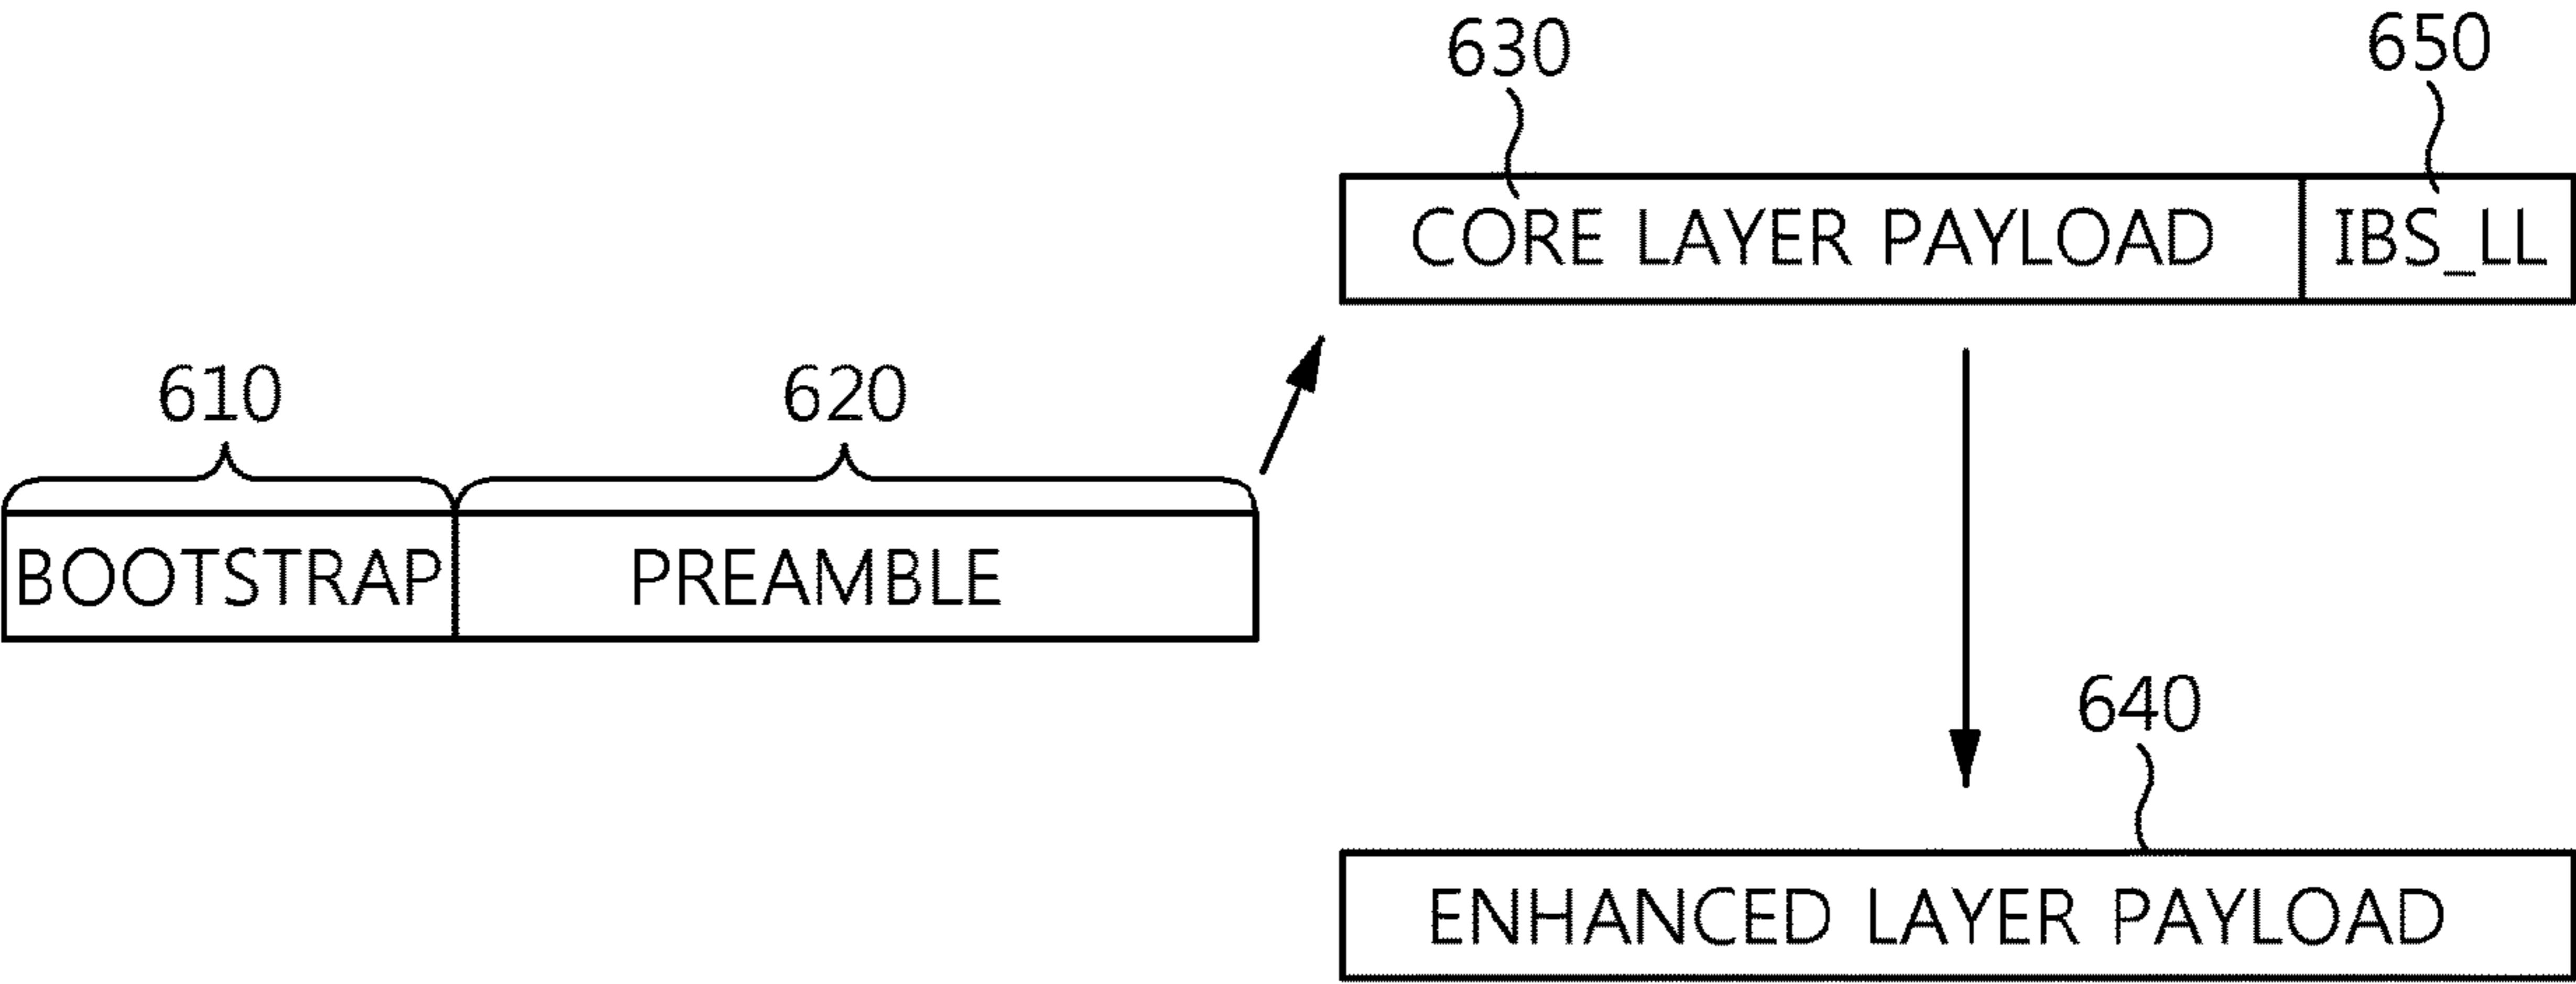 630 650
CORE LAYER PAYLOAD IBS_LL
610 620
BOOTSTRAP PREAMBLE
640
ENHANCED LAYER PAYLOAD